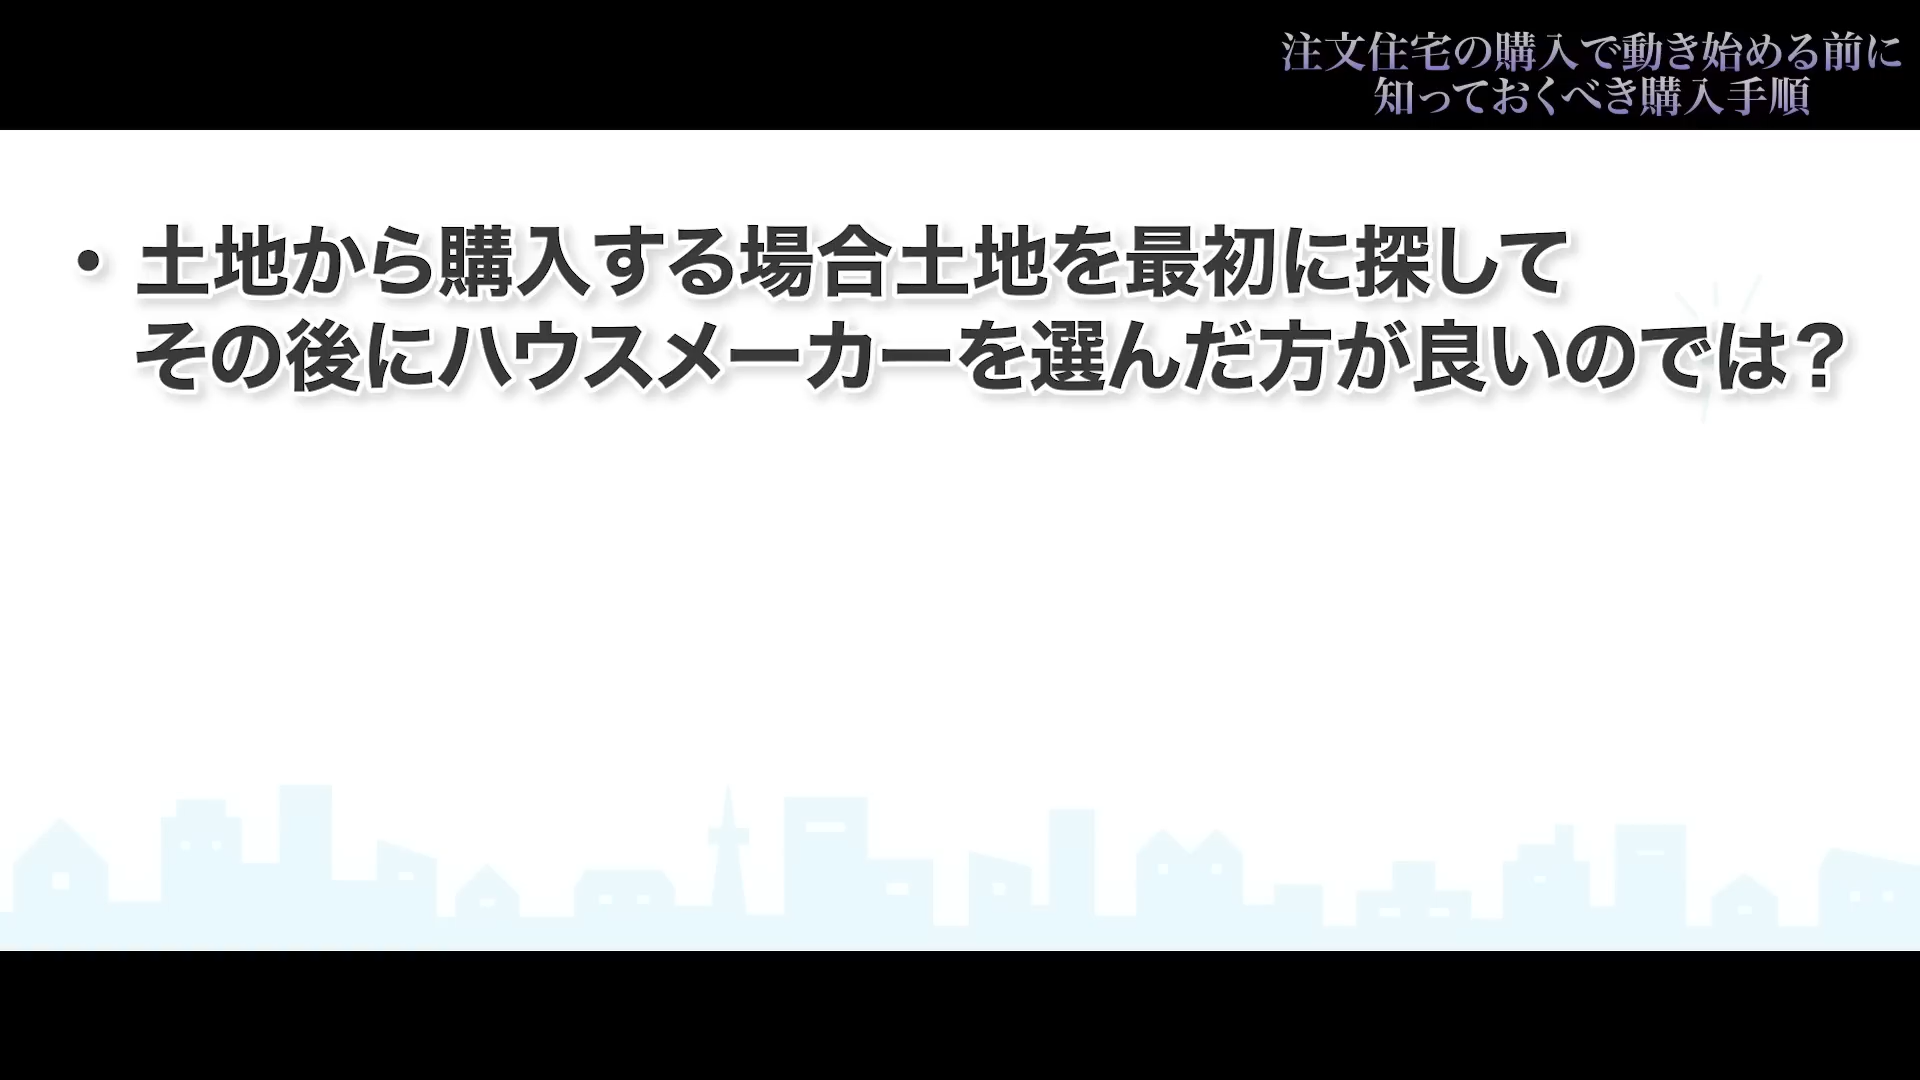 注文住宅の購入で動き始める前に
知っておくべき購入手順
・土地から購入する場合土地を最初に探して
その後にハウスメーカーを選んだ方が良いのでは？